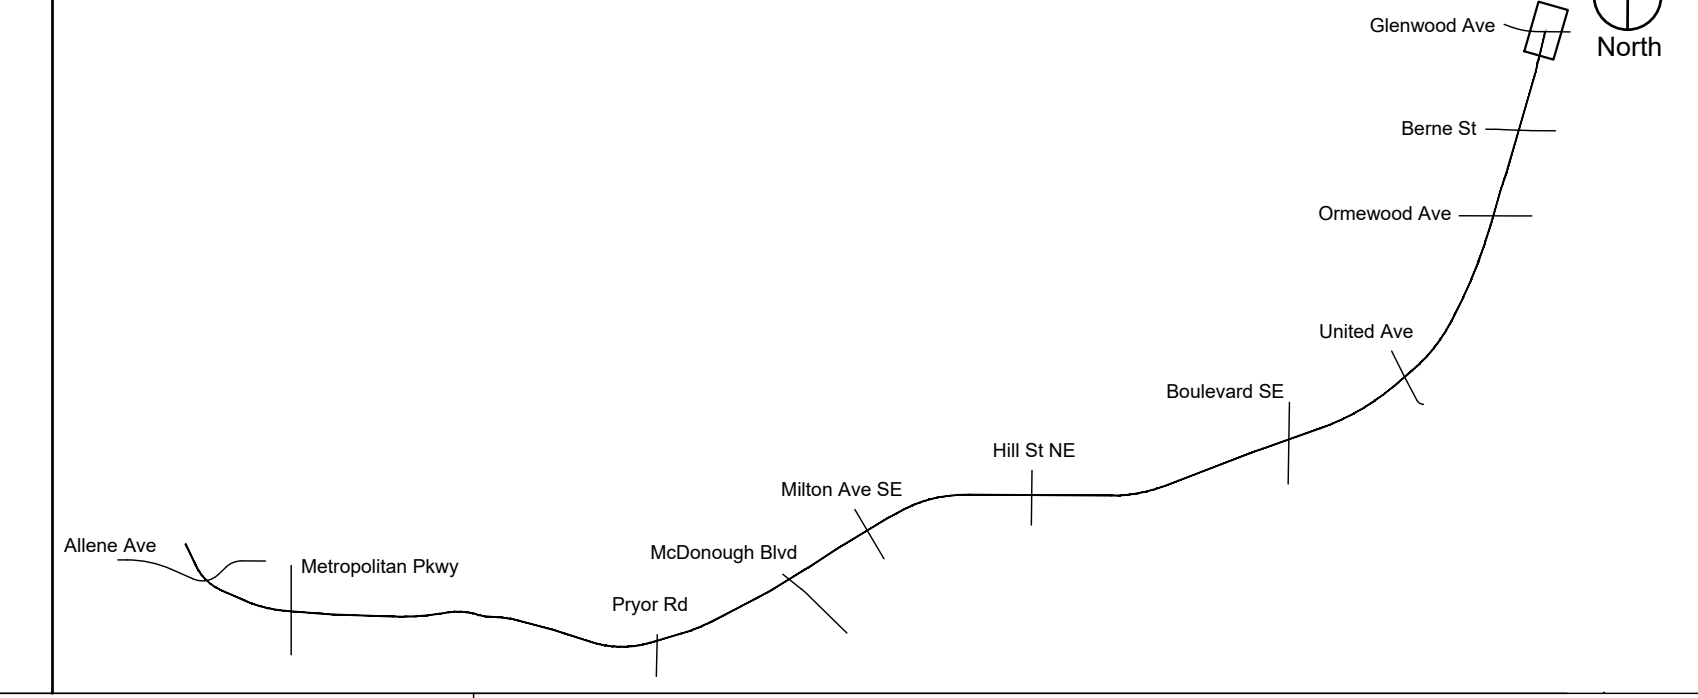 Glenwood Ave
North
Berne St
Ormewood Ave
United Ave
Boulevard SE
Hill St NE
Milton Ave SE
Allene Ave
McDonough Blvd
Metropolitan Pkwy
Pryor Rd